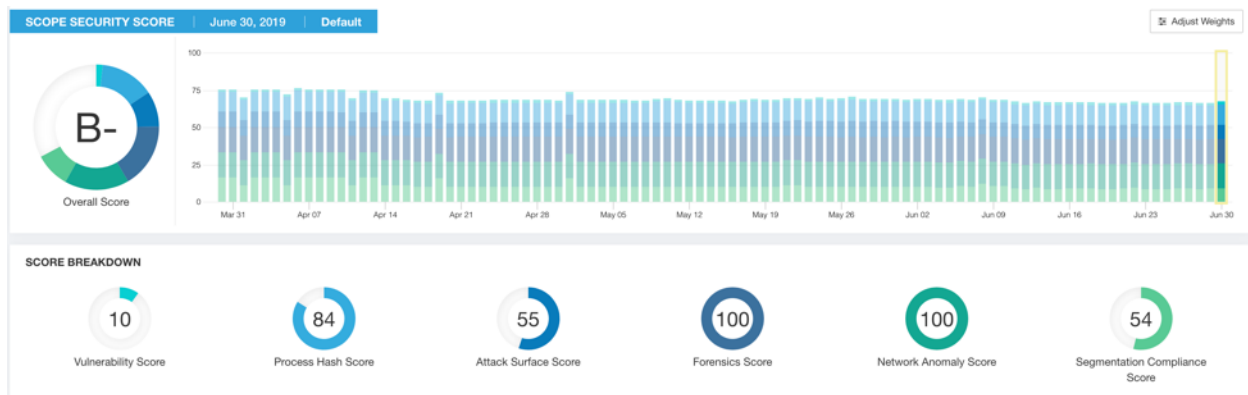 SCOPE SECURITY SCORE June 30, 2019 Default
Adjust Weights
B-
Overall Score
100
75
50
25
0
Mar 31 Apr 07 Apr 14 Apr 21 Apr 28 May 05 May 12 May 19 May 26 Jun 02 Jun 09 Jun 16 Jun 23 Jun 30
SCORE BREAKDOWN
10 84 55 100 100 54
Vulnerability Score Process Hash Score Attack Surface Score Forensics Score Network Anomaly Score Segmentation Compliance
Score